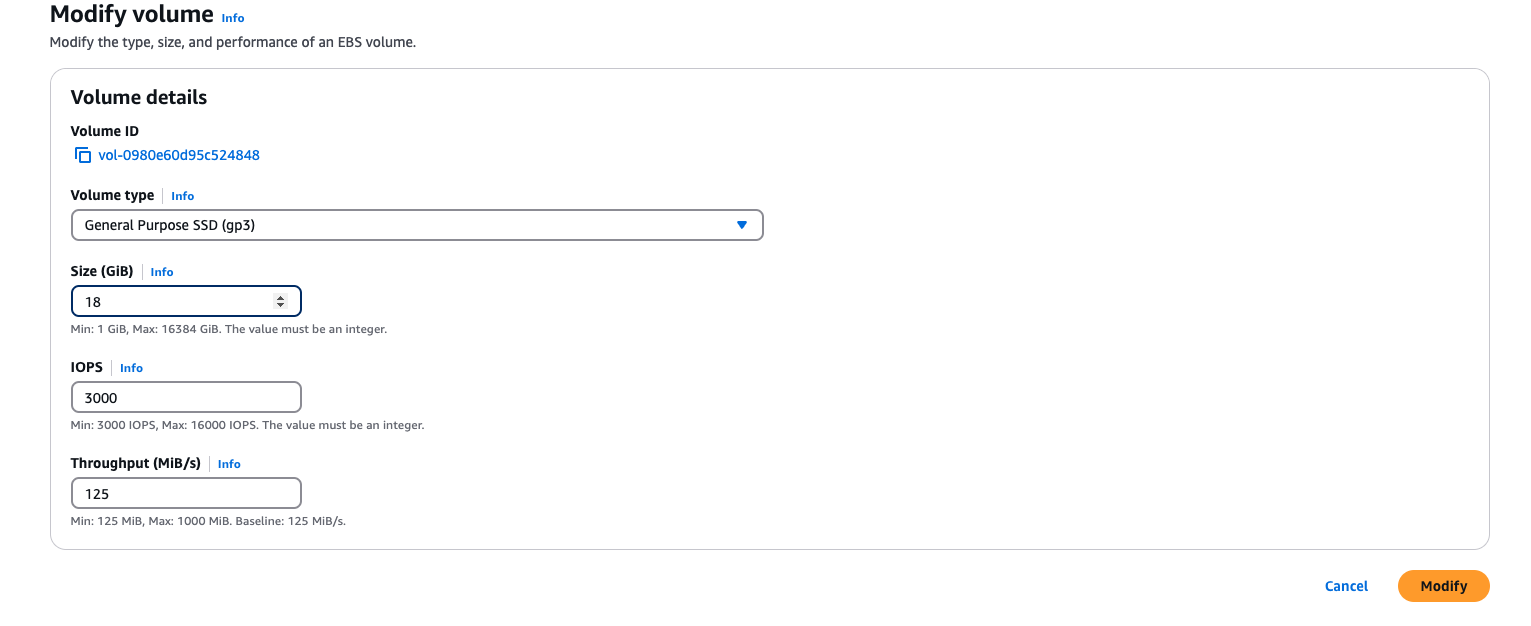 Modify volume Info
Modify the type, size, and performance of an EBS volume.
Volume details
Volume ID
vol-0980e60d95c524848
Volume type Info
General Purpose SSD (gp3)
Size (GiB) Info
18
Min: 1 GiB, Max: 16384 GiB. The value must be an integer.
IOPS Info
3000
Min: 3000 IOPS, Max: 16000 IOPS. The value must be an integer.
Throughput (MiB/s) Info
125
Min: 125 MiB, Max: 1000 MiB. Baseline: 125 MiB/s.
Cancel Modify